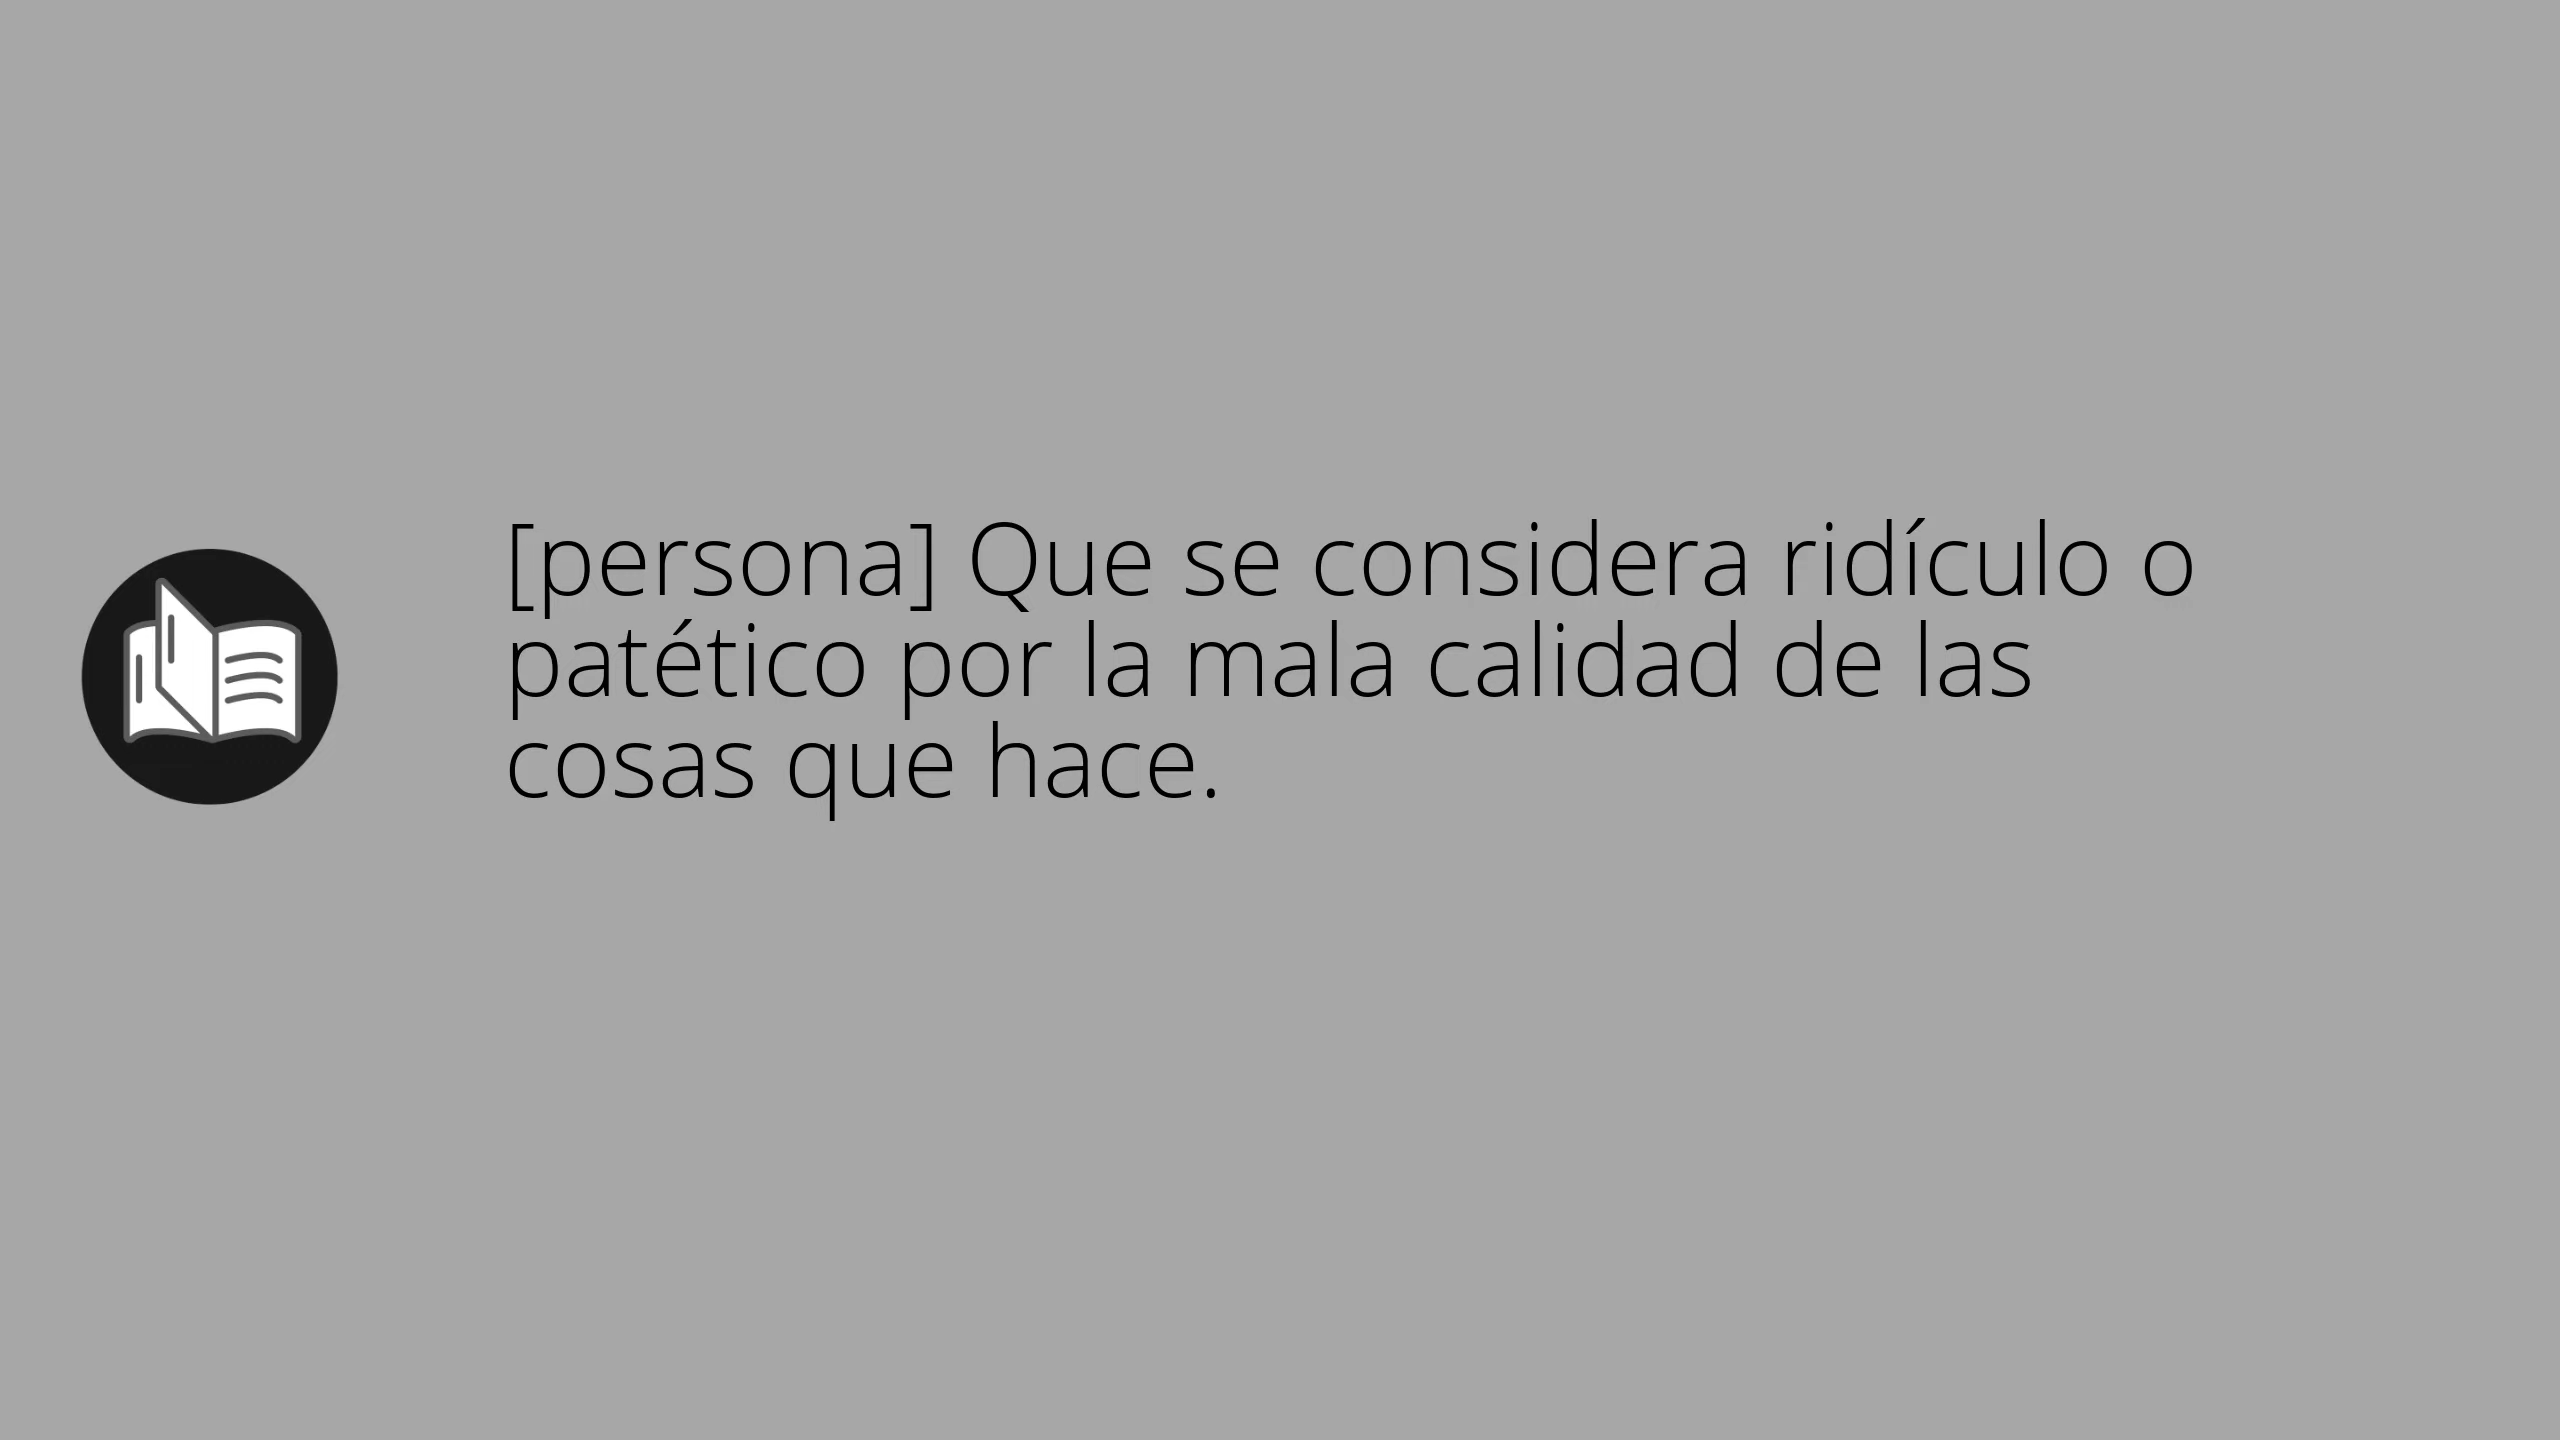 [persona] Que se considera ridículo o
patético por la mala calidad de las
cosas que hace.